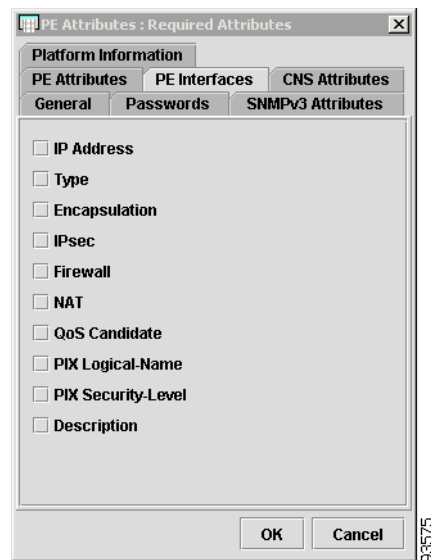 PE Attributes : Required Attributes
Platform Information
PE Attributes PE Interfaces CNS Attributes
General Passwords SNMPv3 Attributes
IP Address
Type
Encapsulation
IPsec
Firewall
NAT
QoS Candidate
PIX Logical-Name
PIX Security-Level
Description
OK Cancel
93575